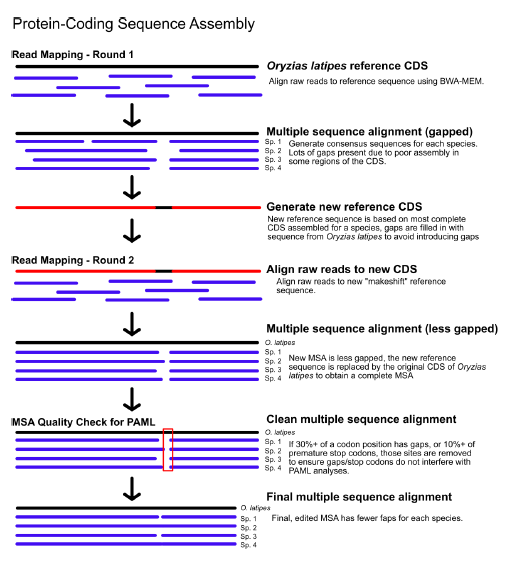 Protein-Coding Sequence Assembly
Read Mapping - Round 1
Oryzias latipes reference CDS
Align raw reads to reference sequence using BWA-MEM.
Multiple sequence alignment (gapped)
Sp. 1
Sp. 2
Sp. 3
Sp. 4
Generate consensus sequences for each species.
Lots of gaps present due to poor assembly in
some regions of the CDS.
Generate new reference CDS
New reference sequence is based on most complete
CDS assembled for a species, gaps are filled in with
sequence from Oryzias latipes to avoid introducing gaps
Read Mapping - Round 2
Align raw reads to new CDS
Align raw reads to new "makeshift" reference
sequence.
Multiple sequence alignment (less gapped)
O. latipes
Sp. 1
Sp. 2
Sp. 3
Sp. 4
New MSA is less gapped, the new reference
sequence is replaced by the original CDS of Oryzias
latipes to obtain a complete MSA
MSA Quality Check for PAML
Clean multiple sequence alignment
O. latipes
Sp. 1
Sp. 2
Sp. 3
Sp. 4
If 30%+ of a codon position has gaps, or 10%+ of
premature stop codons, those sites are removed
to ensure gaps/stop codons do not interfere with
PAML analyses.
Final multiple sequence alignment
O. latipes
Sp. 1
Sp. 2
Sp. 3
Sp. 4
Final, edited MSA has fewer faps for each species.